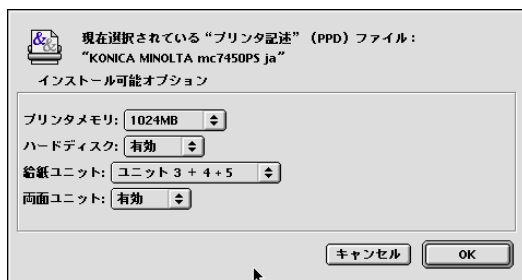 現在選択されている“プリンタ記述”（PPD）ファイル：
“KONICA MINOLTA mc7450PS ja”
インストール可能オプション
プリンタメモリ: 1024MB
ハードディスク: 有効
給紙ユニット: ユニット 3 + 4 + 5
両面ユニット: 有効
キャンセル OK